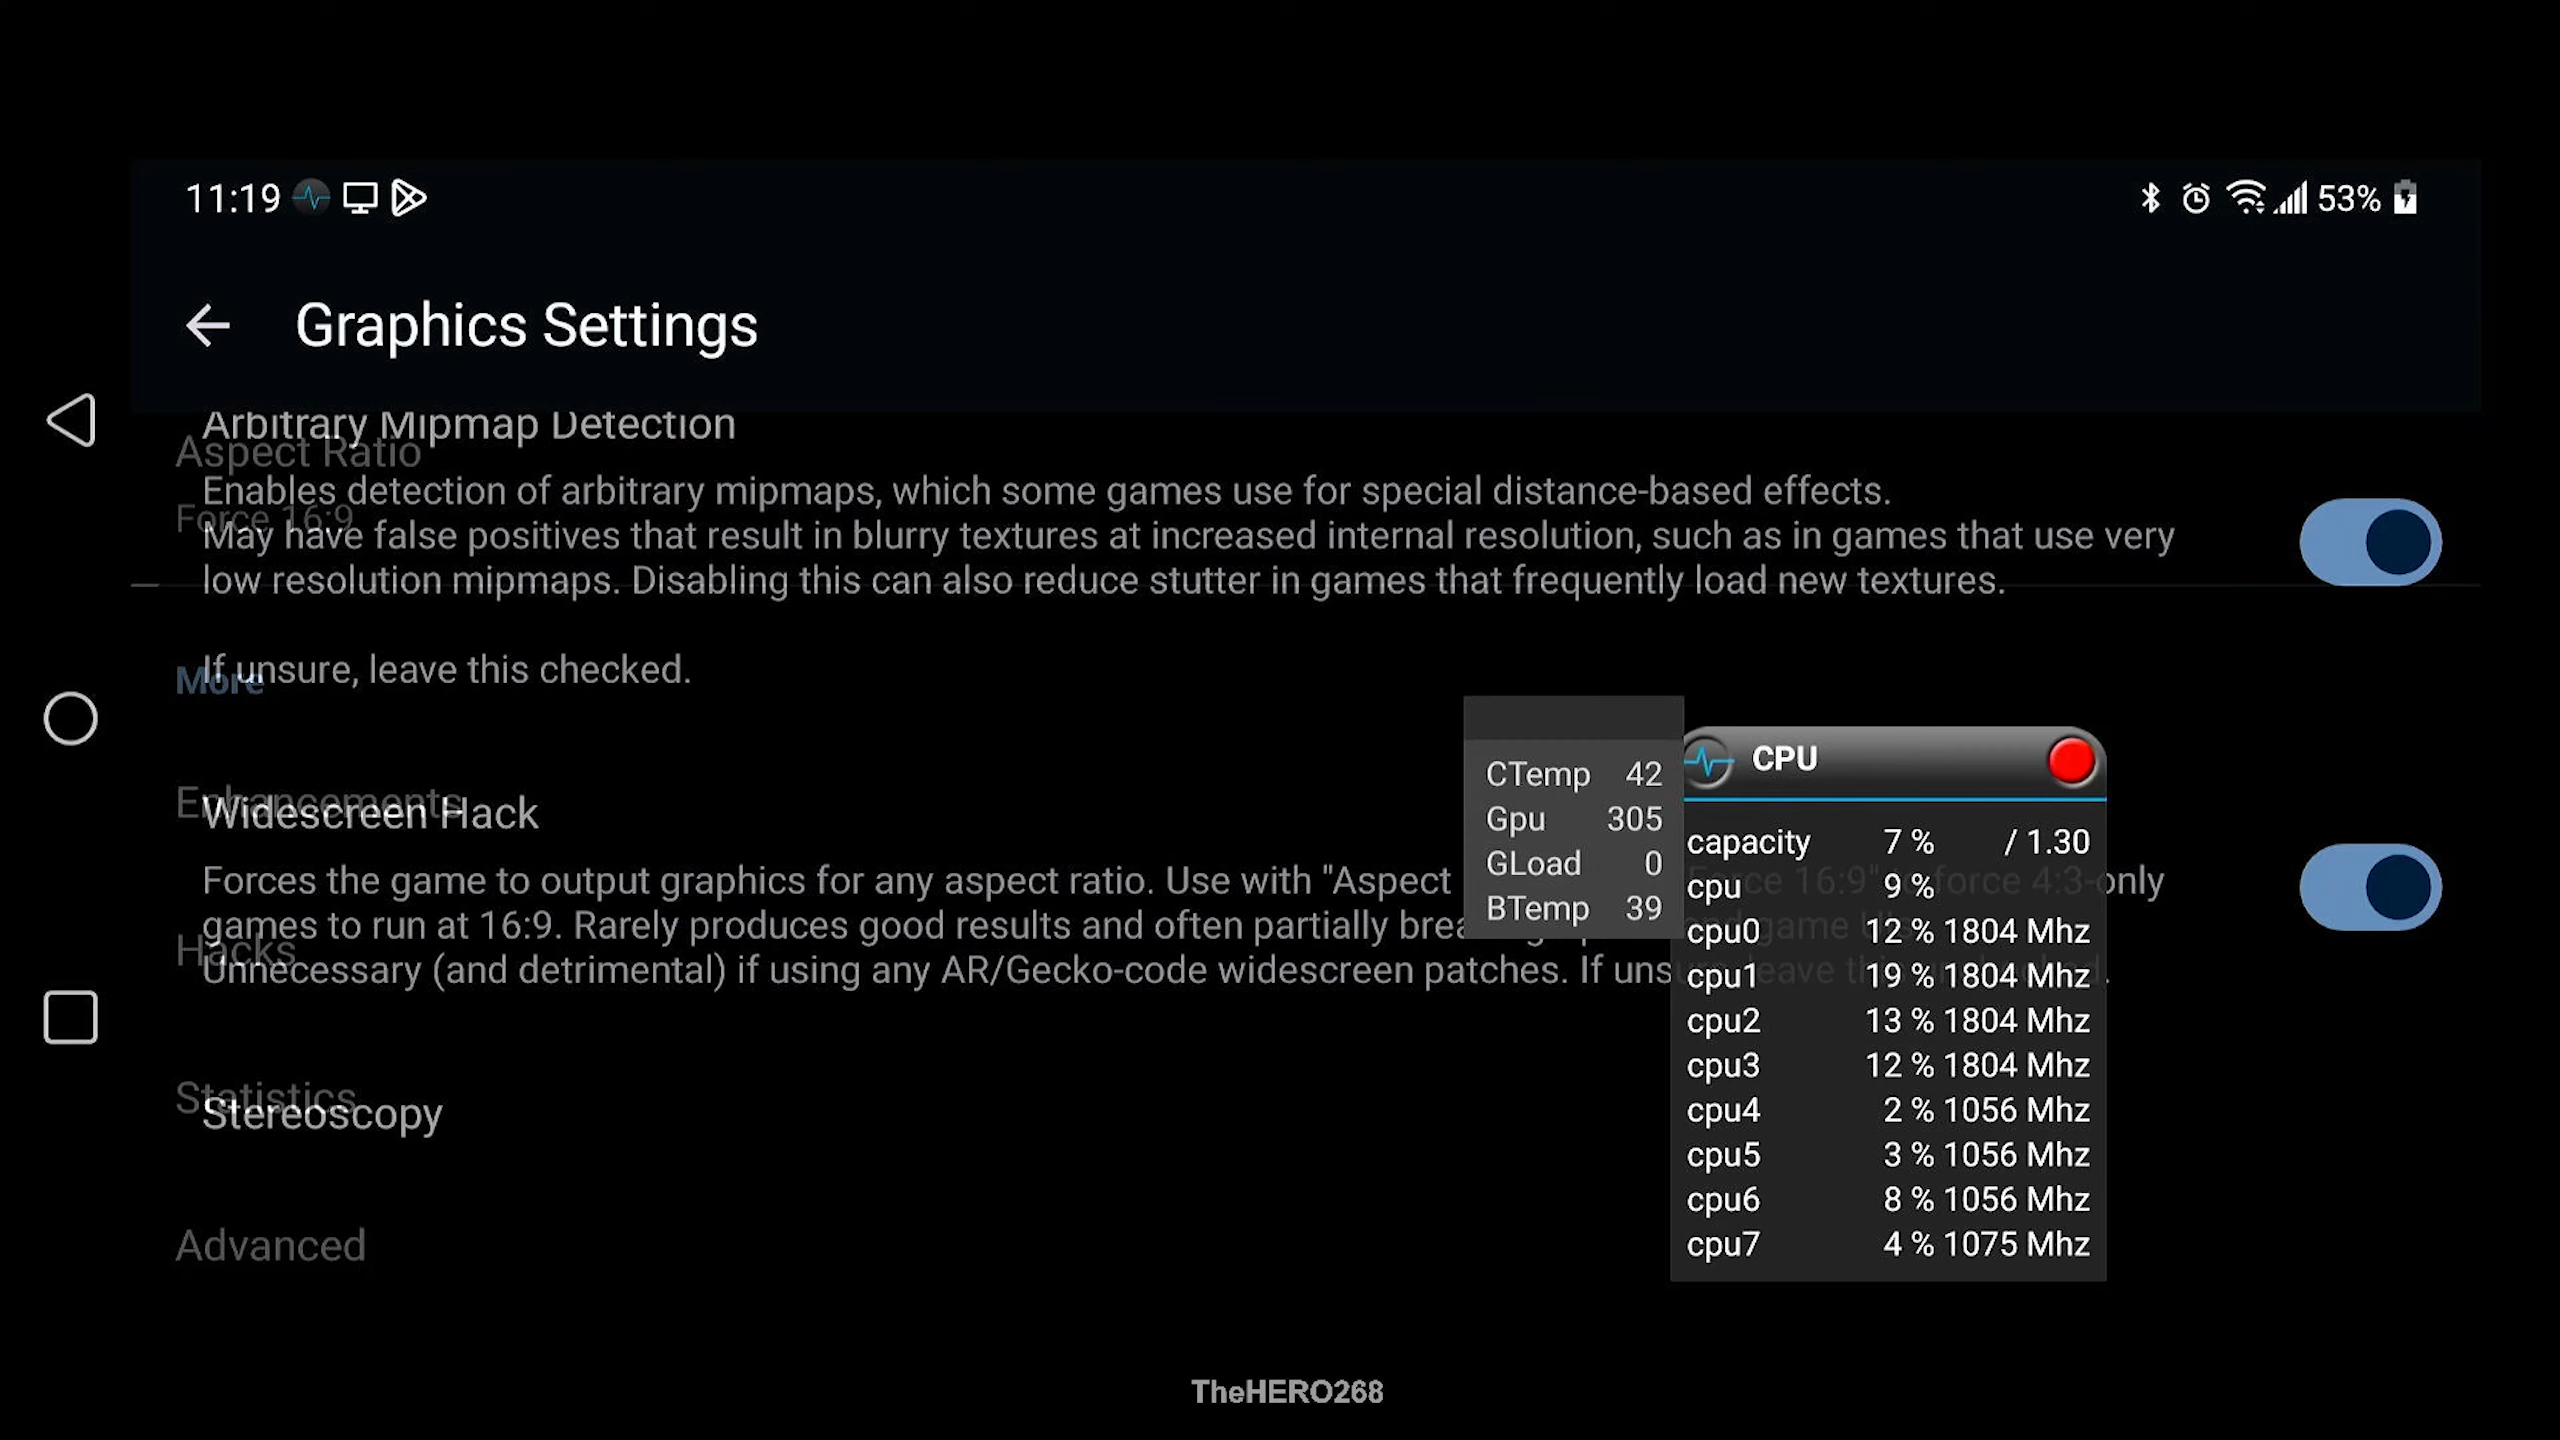 11:19
53%
Graphics Settings
Arbitrary Mipmap Detection
Aspect Ratio
Enables detection of arbitrary mipmaps, which some games use for special distance-based effects.
Force 16:9
May have false positives that result in blurry textures at increased internal resolution, such as in games that use very
low resolution mipmaps. Disabling this can also reduce stutter in games that frequently load new textures.
If unsure, leave this checked.
More
Enhancements
Widescreen Hack
Forces the game to output graphics for any aspect ratio. Use with "Aspect Force 16:9" force 4:3-only
games to run at 16:9. Rarely produces good results and often partially game
Hacks
Unnecessary (and detrimental) if using any AR/Gecko-code widescreen patches. If leave
Statistics
Stereoscopy
Advanced
CTemp 42
Gpu 305
GLoad 0
BTemp 39
CPU
capacity 7 % / 1.30
cpu 9 %
cpu0 12 % 1804 Mhz
cpu1 19 % 1804 Mhz
cpu2 13 % 1804 Mhz
cpu3 12 % 1804 Mhz
cpu4 2 % 1056 Mhz
cpu5 3 % 1056 Mhz
cpu6 8 % 1056 Mhz
cpu7 4 % 1075 Mhz
TheHERO268